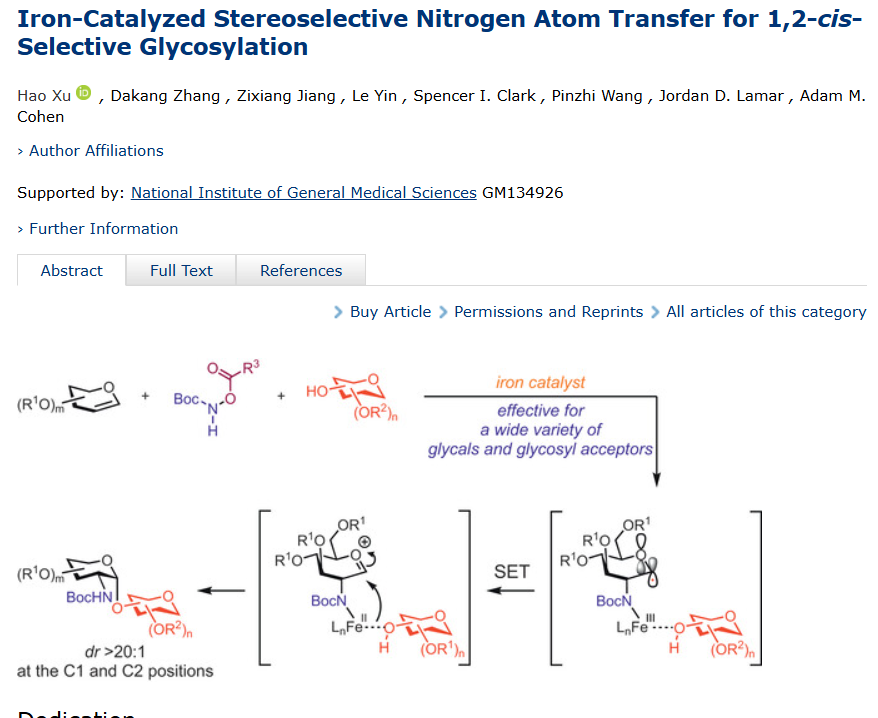 Iron-Catalyzed Stereoselective Nitrogen Atom Transfer for 1,2-cis-
Selective Glycosylation
Hao Xu iD , Dakang Zhang , Zixiang Jiang , Le Yin , Spencer I. Clark , Pinzhi Wang , Jordan D. Lamar , Adam M.
Cohen
› Author Affiliations
Supported by: National Institute of General Medical Sciences GM134926
› Further Information
Abstract Full Text References
❯ Buy Article ❯ Permissions and Reprints ❯ All articles of this category
(R¹O)m O + Boc N H O O R³ + HO O (OR²)n
iron catalyst
effective for
a wide variety of
glycals and glycosyl acceptors
(R¹O)m O BocHN O O (OR²)n
dr >20:1
at the C1 and C2 positions
R¹O OR¹ ⊕ R¹O O BocN II LnFe O H O (OR¹)n
SET
R¹O OR¹ R¹O O BocN III LnFe O H O (OR²)n
Dedication